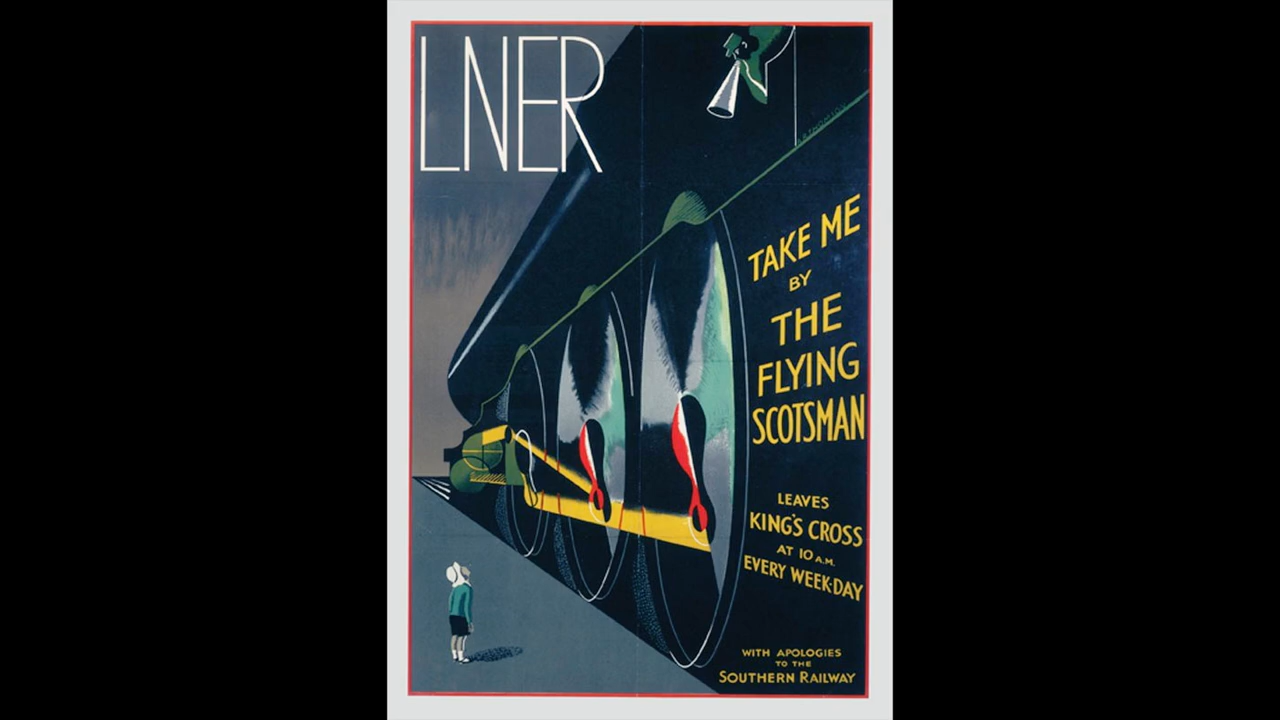 LNER
TAKE ME
BY
THE
FLYING
SCOTSMAN
LEAVES
KING'S CROSS
AT 10 A.M.
EVERY WEEK-DAY
WITH APOLOGIES
TO THE
SOUTHERN RAILWAY